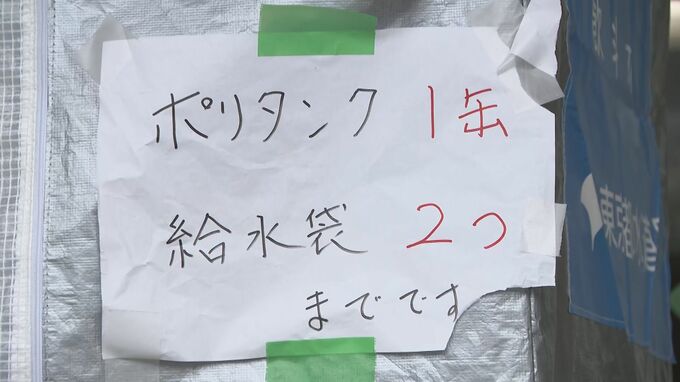 ポリタンク 1缶
給水袋 2つ
までです